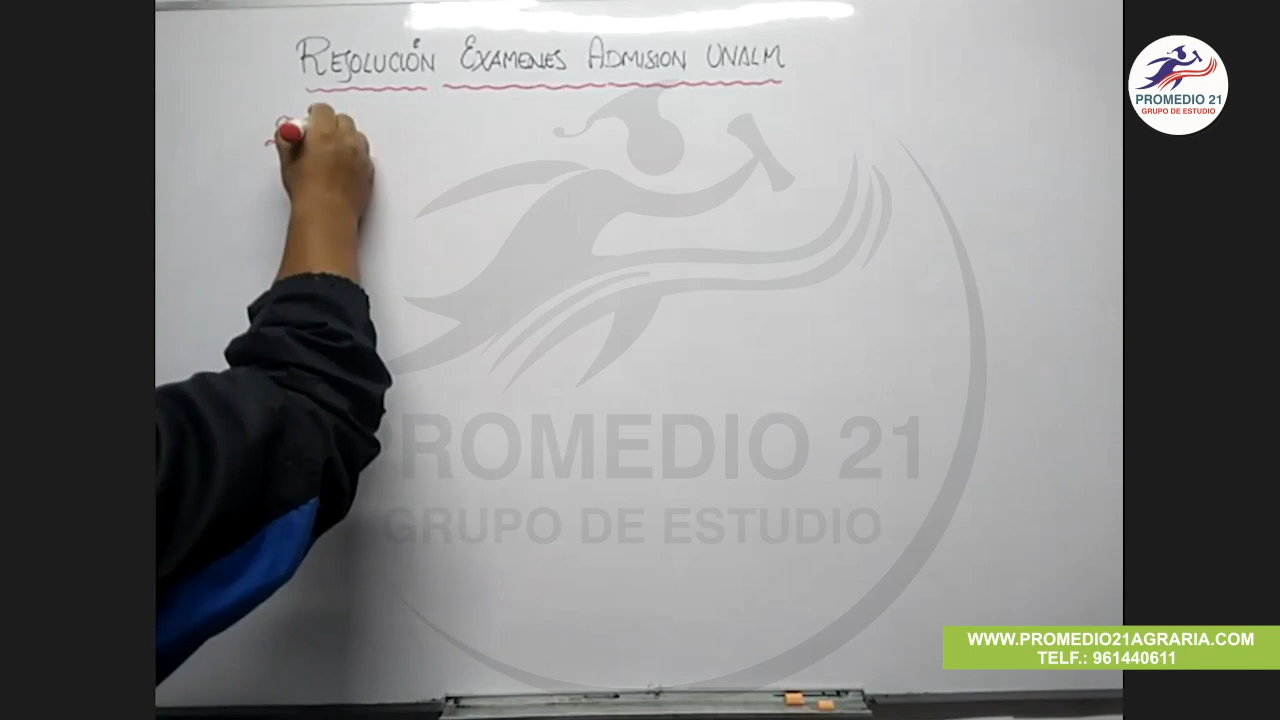 RESOLUCIÓN EXAMENES ADMISION UNALM
PROMEDIO 21
GRUPO DE ESTUDIO
PROMEDIO 21
GRUPO DE ESTUDIO
WWW.PROMEDIO21AGRARIA.COM
TELF.: 961440611